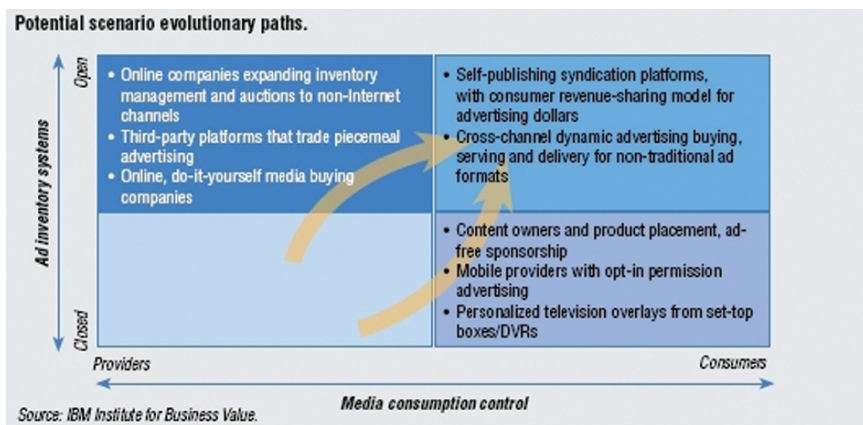 Potential scenario evolutionary paths.
Open
Ad inventory systems
Closed
• Online companies expanding inventory
management and auctions to non-Internet
channels
• Third-party platforms that trade piecemeal
advertising
• Online, do-it-yourself media buying
companies
• Self-publishing syndication platforms,
with consumer revenue-sharing model for
advertising dollars
• Cross-channel dynamic advertising buying,
serving and delivery for non-traditional ad
formats
• Content owners and product placement, ad-
free sponsorship
• Mobile providers with opt-in permission
advertising
• Personalized television overlays from set-top
boxes/DVRs
Providers
Consumers
Media consumption control
Source: IBM Institute for Business Value.